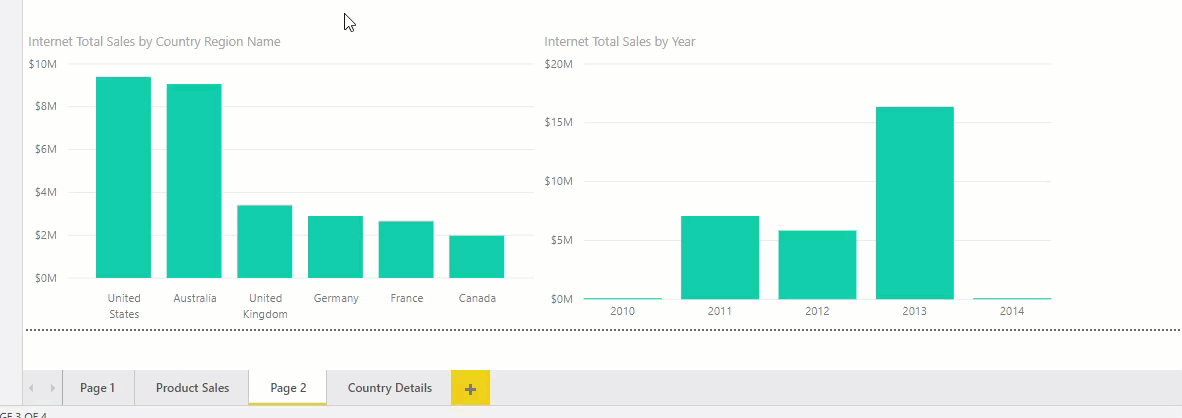 Internet Total Sales by Country Region Name
$10M
$8M
$6M
$4M
$2M
$0M
United States
Australia
United Kingdom
Germany
France
Canada
Internet Total Sales by Year
$20M
$15M
$10M
$5M
$0M
2010
2011
2012
2013
2014
Page 1
Product Sales
Page 2
Country Details
+
GE 3 OF 4